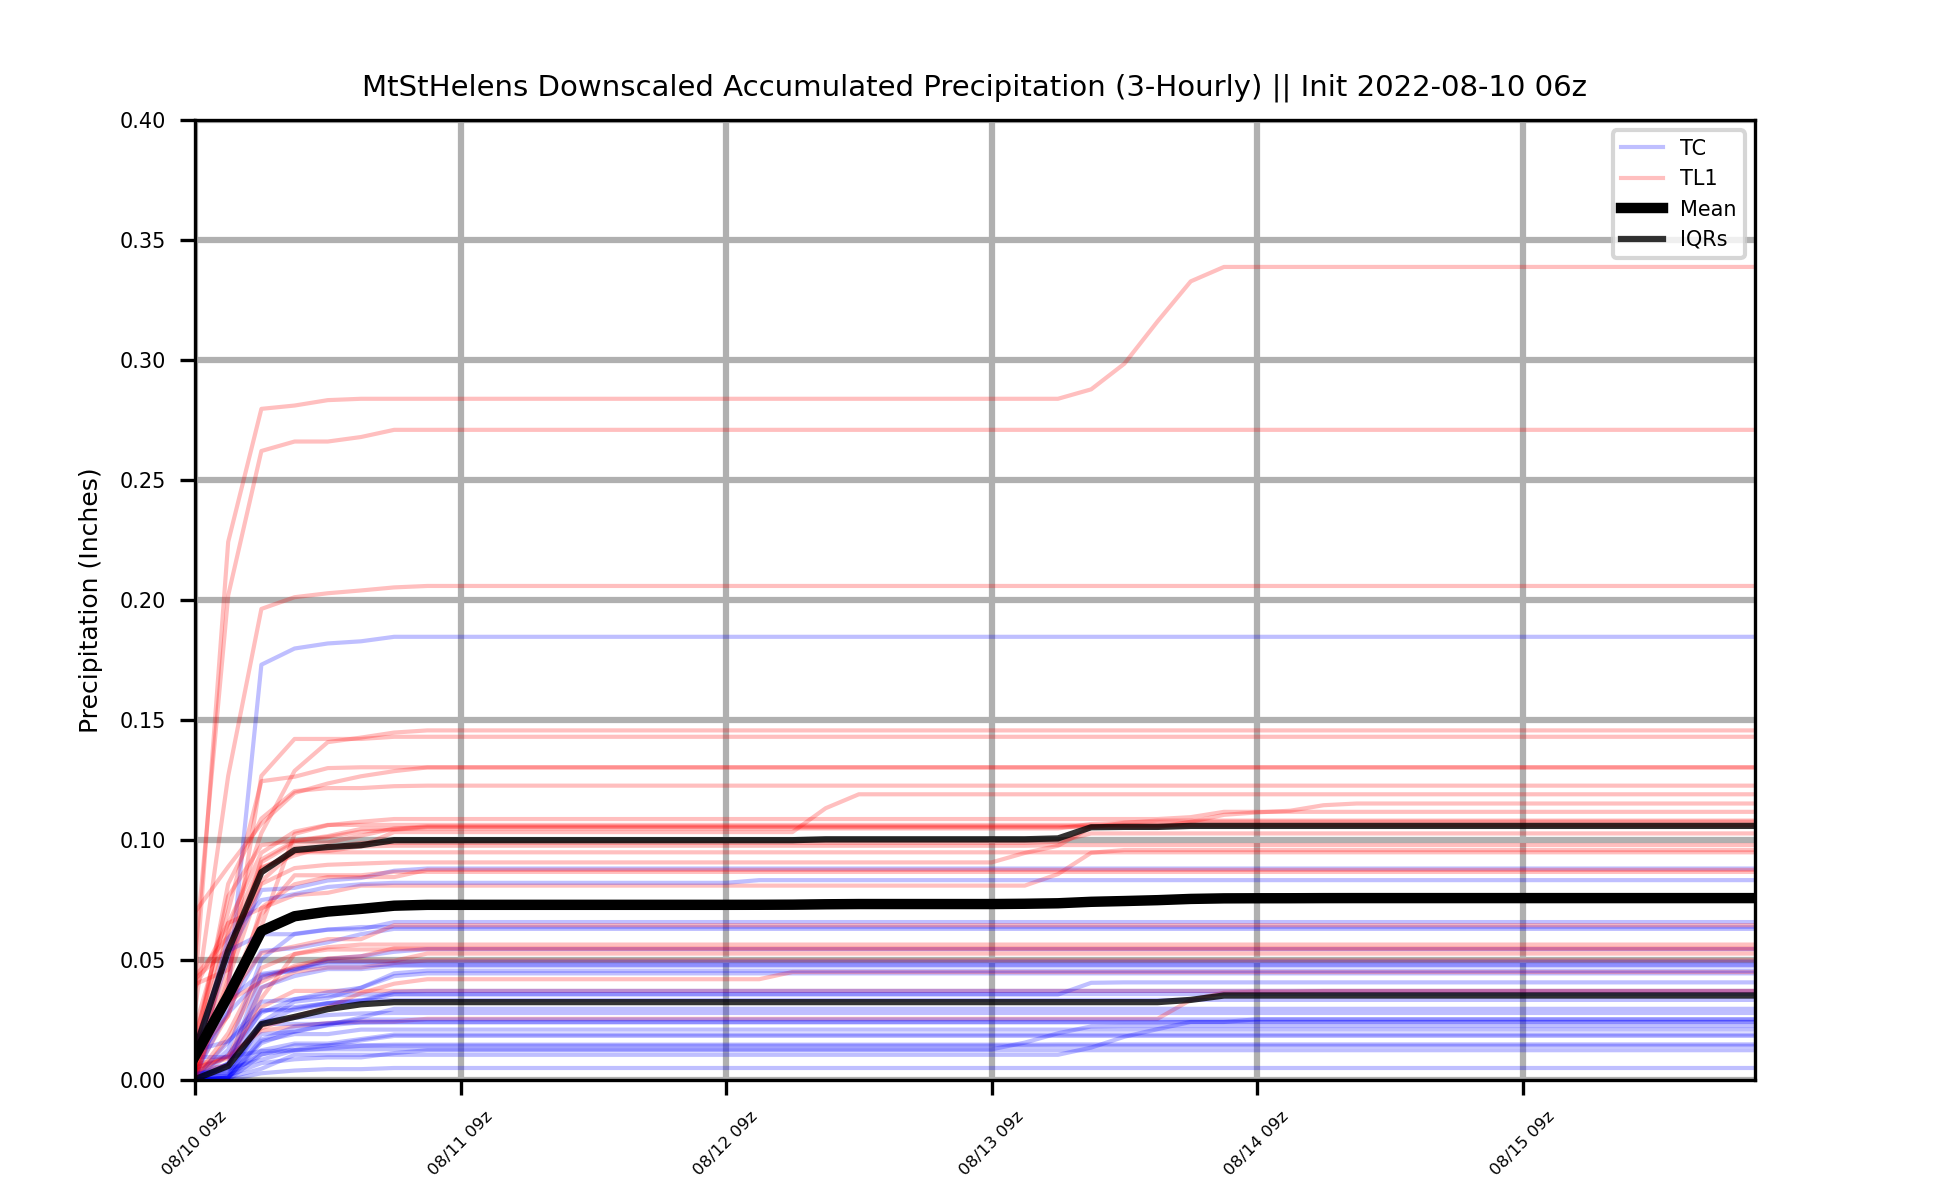 MtStHelens Downscaled Accumulated Precipitation (3-Hourly) || Init 2022-08-10 06z
0.40
0.35
0.30
0.25
0.20
0.15
0.10
0.05
0.00
Precipitation (Inches)
TC
TL1
Mean
IQRs
08/10 09z
08/11 09z
08/12 09z
08/13 09z
08/14 09z
08/15 09z